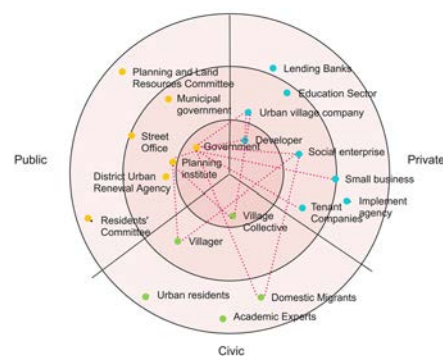 Lending Banks
Planning and Land
Resources Committee
Education Sector
Municipal
government
Urban village company
Street
Office
Government
Developer
Social enterprise
Public
Private
Planning
institute
District Urban
Renewal Agency
Small business
Implement
agency
Tenant
Companies
Residents'
Committee
Village
Collective
Villager
Urban residents
Domestic Migrants
Academic Experts
Civic